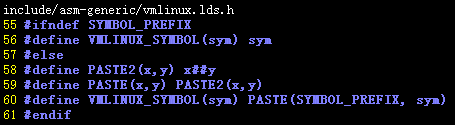 include/asm-generic/vmlinux.lds.h
55 #ifndef SYMBOL_PREFIX
56 #define VMLINUX_SYMBOL(sym) sym
57 #else
58 #define PASTE2(x,y) x##y
59 #define PASTE(x,y) PASTE2(x,y)
60 #define VMLINUX_SYMBOL(sym) PASTE(SYMBOL_PREFIX, sym)
61 #endif